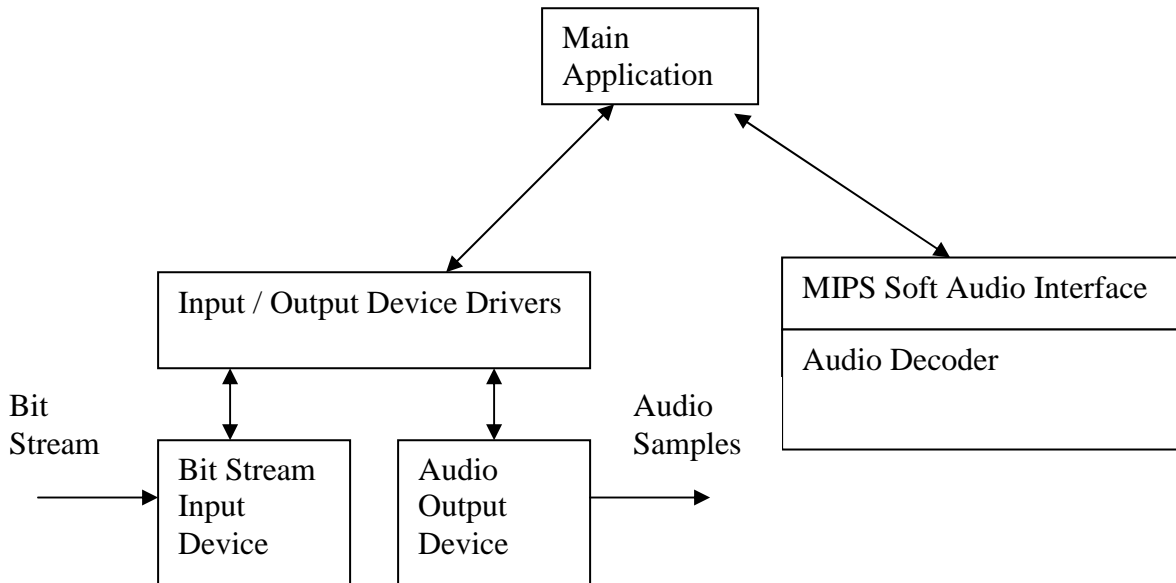 Main
Application
Input / Output Device Drivers
MIPS Soft Audio Interface
Audio Decoder
Bit
Stream
Audio
Samples
Bit Stream
Input
Device
Audio
Output
Device